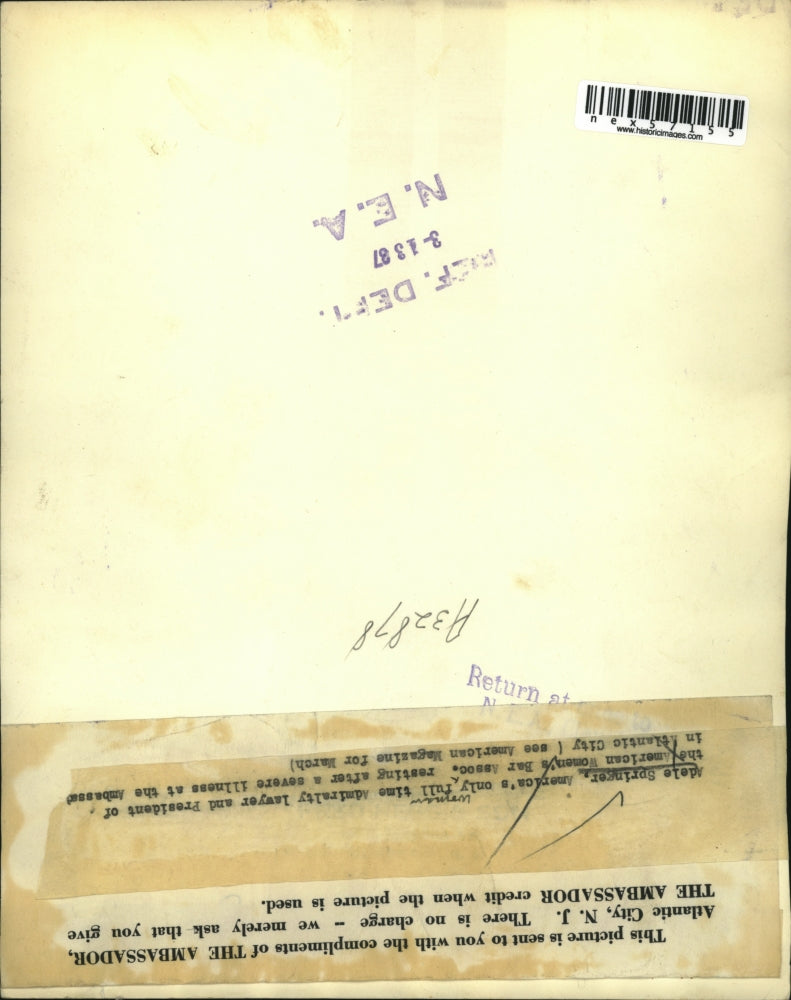 nex57155
www.historicimages.com
N. E. A.
3-1387
REF. DEPT.
A32878
Return at
N. E. A.
Adele Springer, America's only full time Admiralty lawyer and President of
woman
the American Women's Bar Assoc. resting after a severe illness at the Ambassa
in Atlantic City ( see American Magazine for March)
This picture is sent to you with the compliments of THE AMBASSADOR,
Atlantic City, N. J. There is no charge -- we merely ask that you give
THE AMBASSADOR credit when the picture is used.